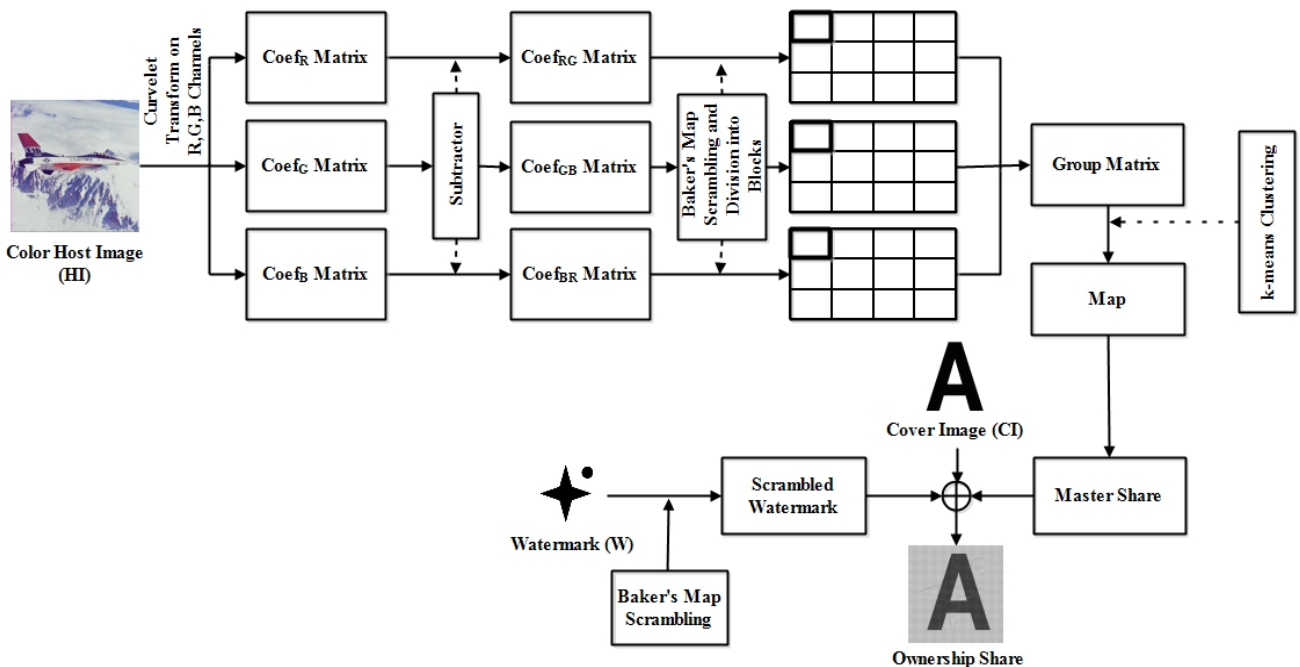 Curvelet
Transform on
R,G,B Channels
Coef_R Matrix
Coef_RG Matrix
Coef_G Matrix
Subtractor
Coef_GB Matrix
Baker's Map
Scrambling and
Division into
Blocks
Group Matrix
k-means Clustering
Color Host Image
(HI)
Coef_B Matrix
Coef_BR Matrix
Map
A
Cover Image (CI)
Scrambled
Watermark
Master Share
Watermark (W)
Baker's Map
Scrambling
A
Ownership Share